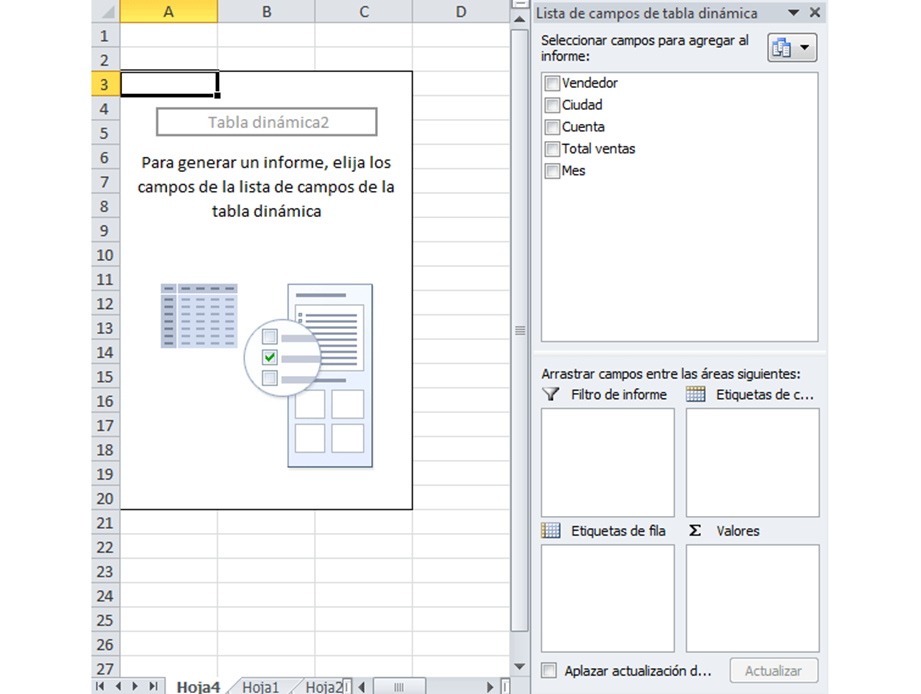 A B C D
1
2
3
4
5
6
7
8
9
10
11
12
13
14
15
16
17
18
19
20
21
22
23
24
25
26
27
Tabla dinámica2
Para generar un informe, elija los
campos de la lista de campos de la
tabla dinámica
Hoja4 Hoja1 Hoja2
Lista de campos de tabla dinámica
Seleccionar campos para agregar al
informe:
Vendedor
Ciudad
Cuenta
Total ventas
Mes
Arrastrar campos entre las áreas siguientes:
Filtro de informe Etiquetas de c...
Etiquetas de fila Σ Valores
Aplazar actualización d... Actualizar